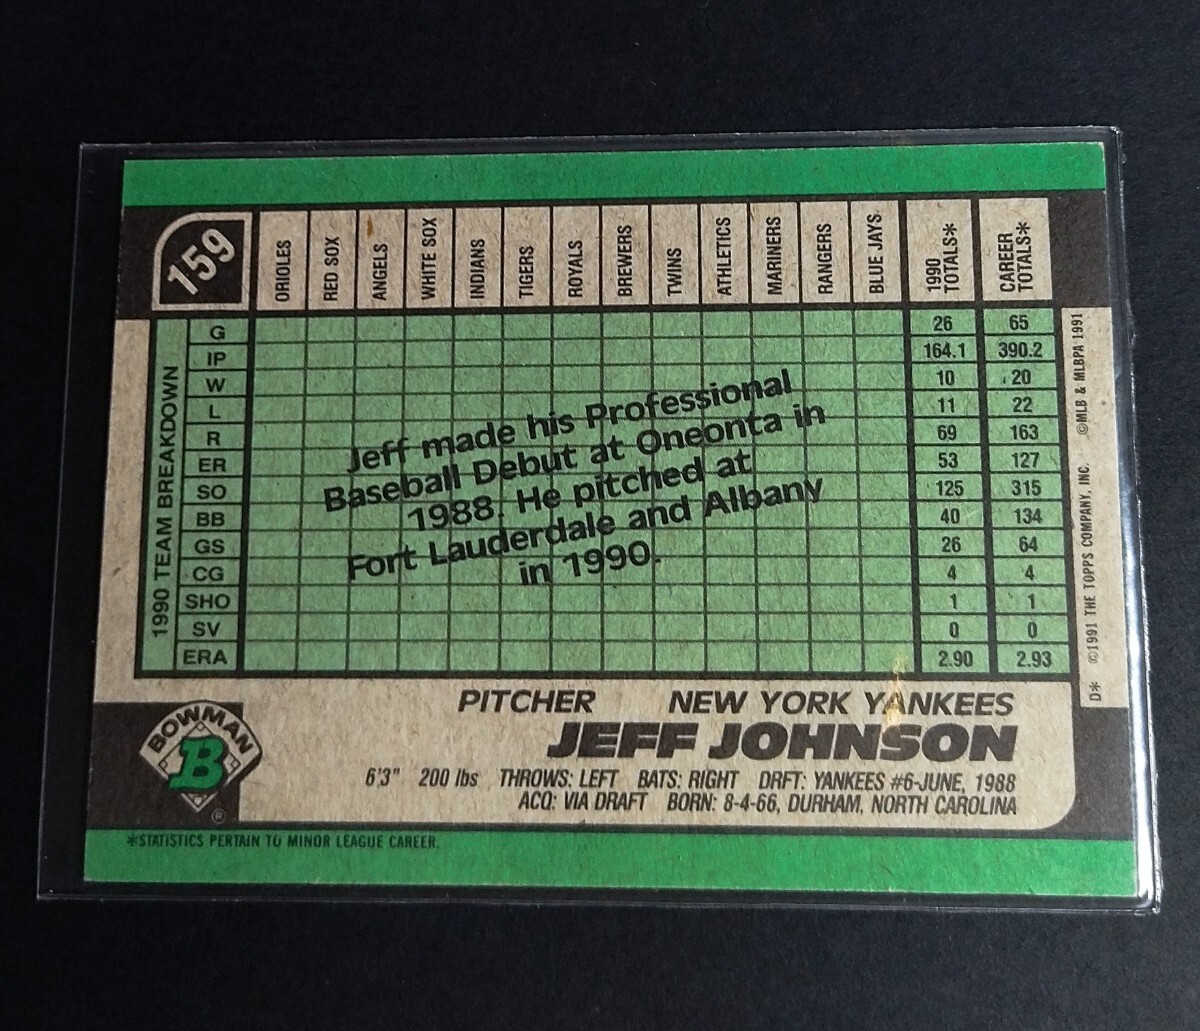 159
ORIOLES RED SOX ANGELS WHITE SOX INDIANS TIGERS ROYALS BREWERS TWINS ATHLETICS MARINERS RANGERS BLUE JAYS 1990 TOTALS* CAREER TOTALS*
1990 TEAM BREAKDOWN
G 26 65
IP 164.1 390.2
W 10 20
L 11 22
R 69 163
ER 53 127
SO 125 315
BB 40 134
GS 26 64
CG 4 4
SHO 1 1
SV 0 0
ERA 2.90 2.93
Jeff made his Professional
Baseball Debut at Oneonta in
1988. He pitched at
Fort Lauderdale and Albany
in 1990.
D* ©1991 THE TOPPS COMPANY, INC. ©MLB & MLBPA 1991
PITCHER NEW YORK YANKEES
JEFF JOHNSON
6'3" 200 lbs THROWS: LEFT BATS: RIGHT DRFT: YANKEES #6-JUNE, 1988
ACQ: VIA DRAFT BORN: 8-4-66, DURHAM, NORTH CAROLINA
BOWMAN
B
®
*STATISTICS PERTAIN TO MINOR LEAGUE CAREER.